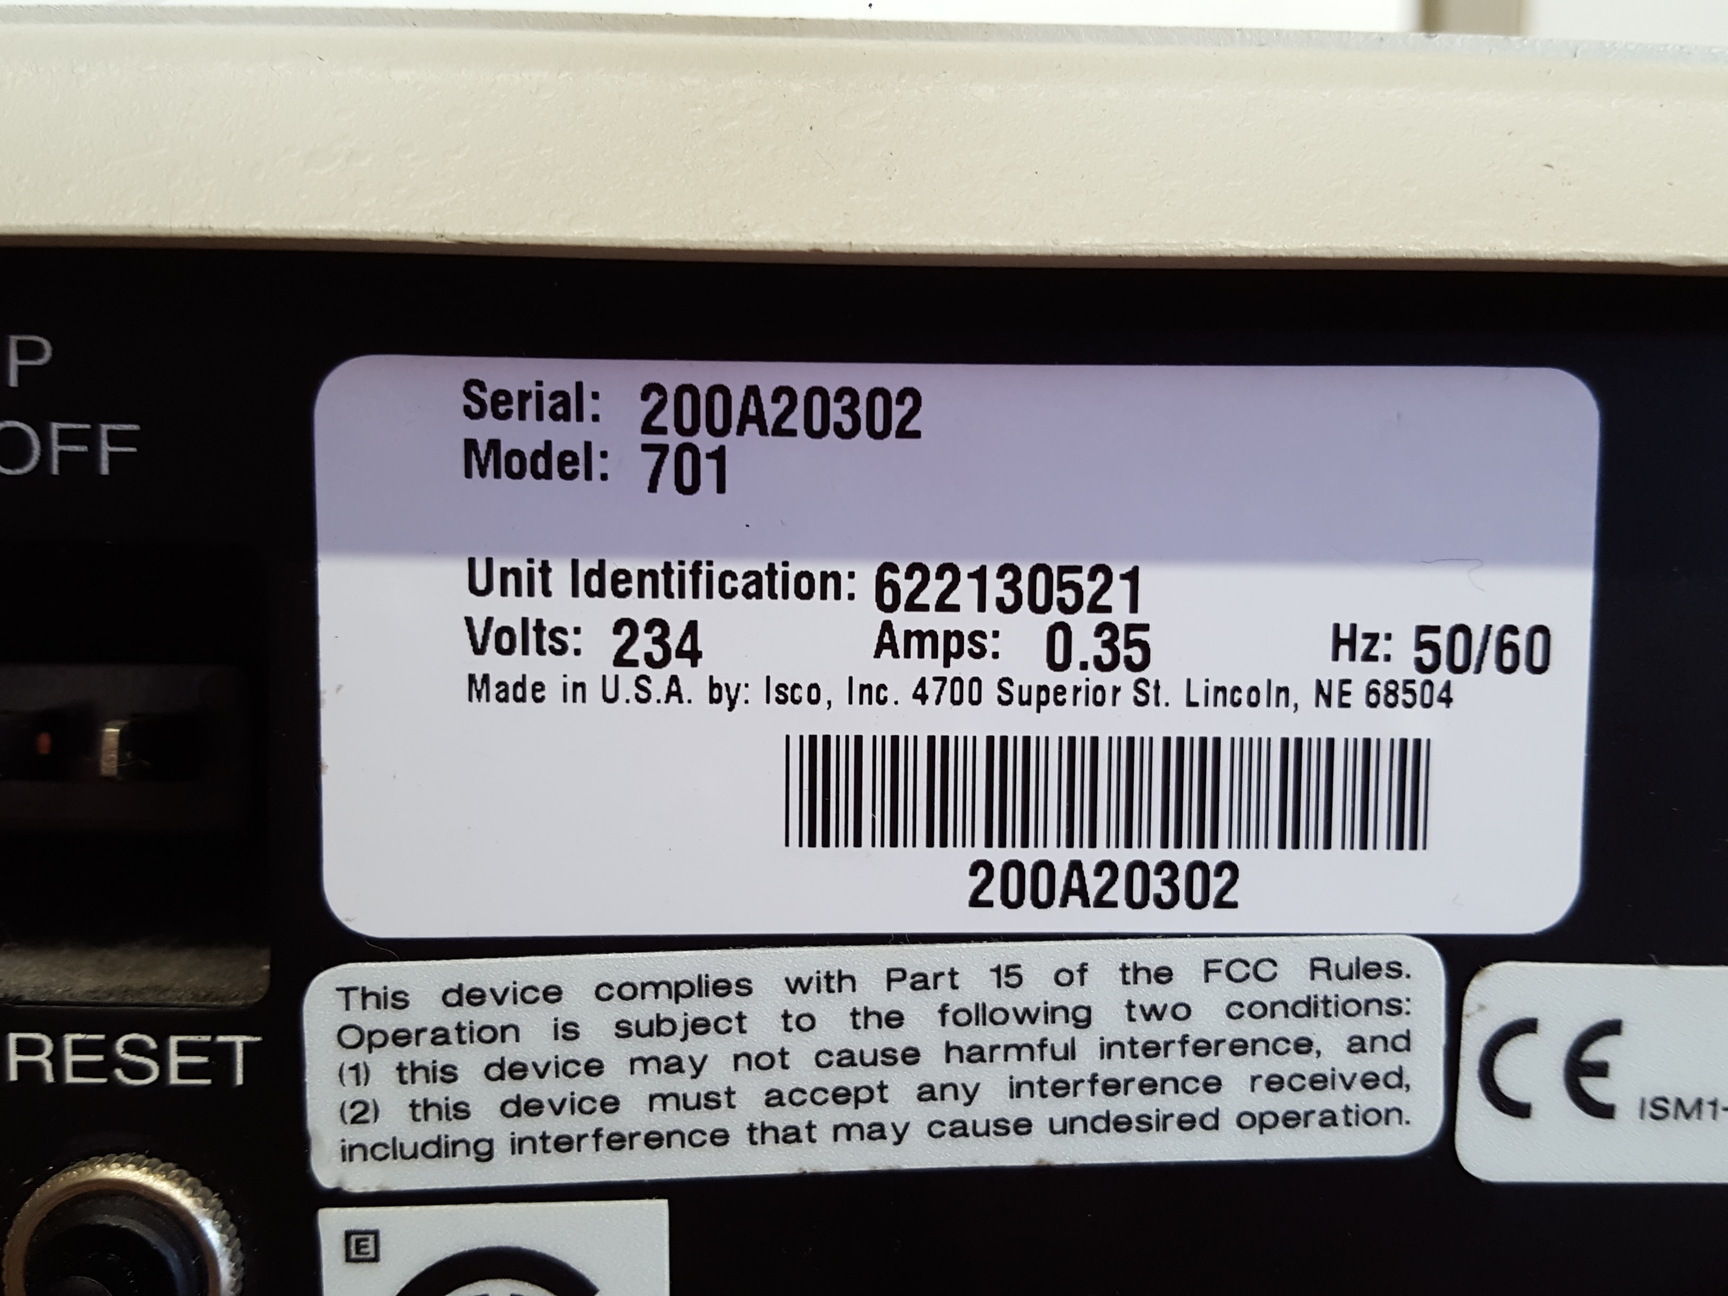 P
OFF
Serial: 200A20302
Model: 701
Unit Identification: 622130521
Volts: 234 Amps: 0.35 Hz: 50/60
Made in U.S.A. by: Isco, Inc. 4700 Superior St. Lincoln, NE 68504
200A20302
RESET
This device complies with Part 15 of the FCC Rules.
Operation is subject to the following two conditions:
(1) this device may not cause harmful interference, and
(2) this device must accept any interference received,
including interference that may cause undesired operation.
CE ISM1-
E